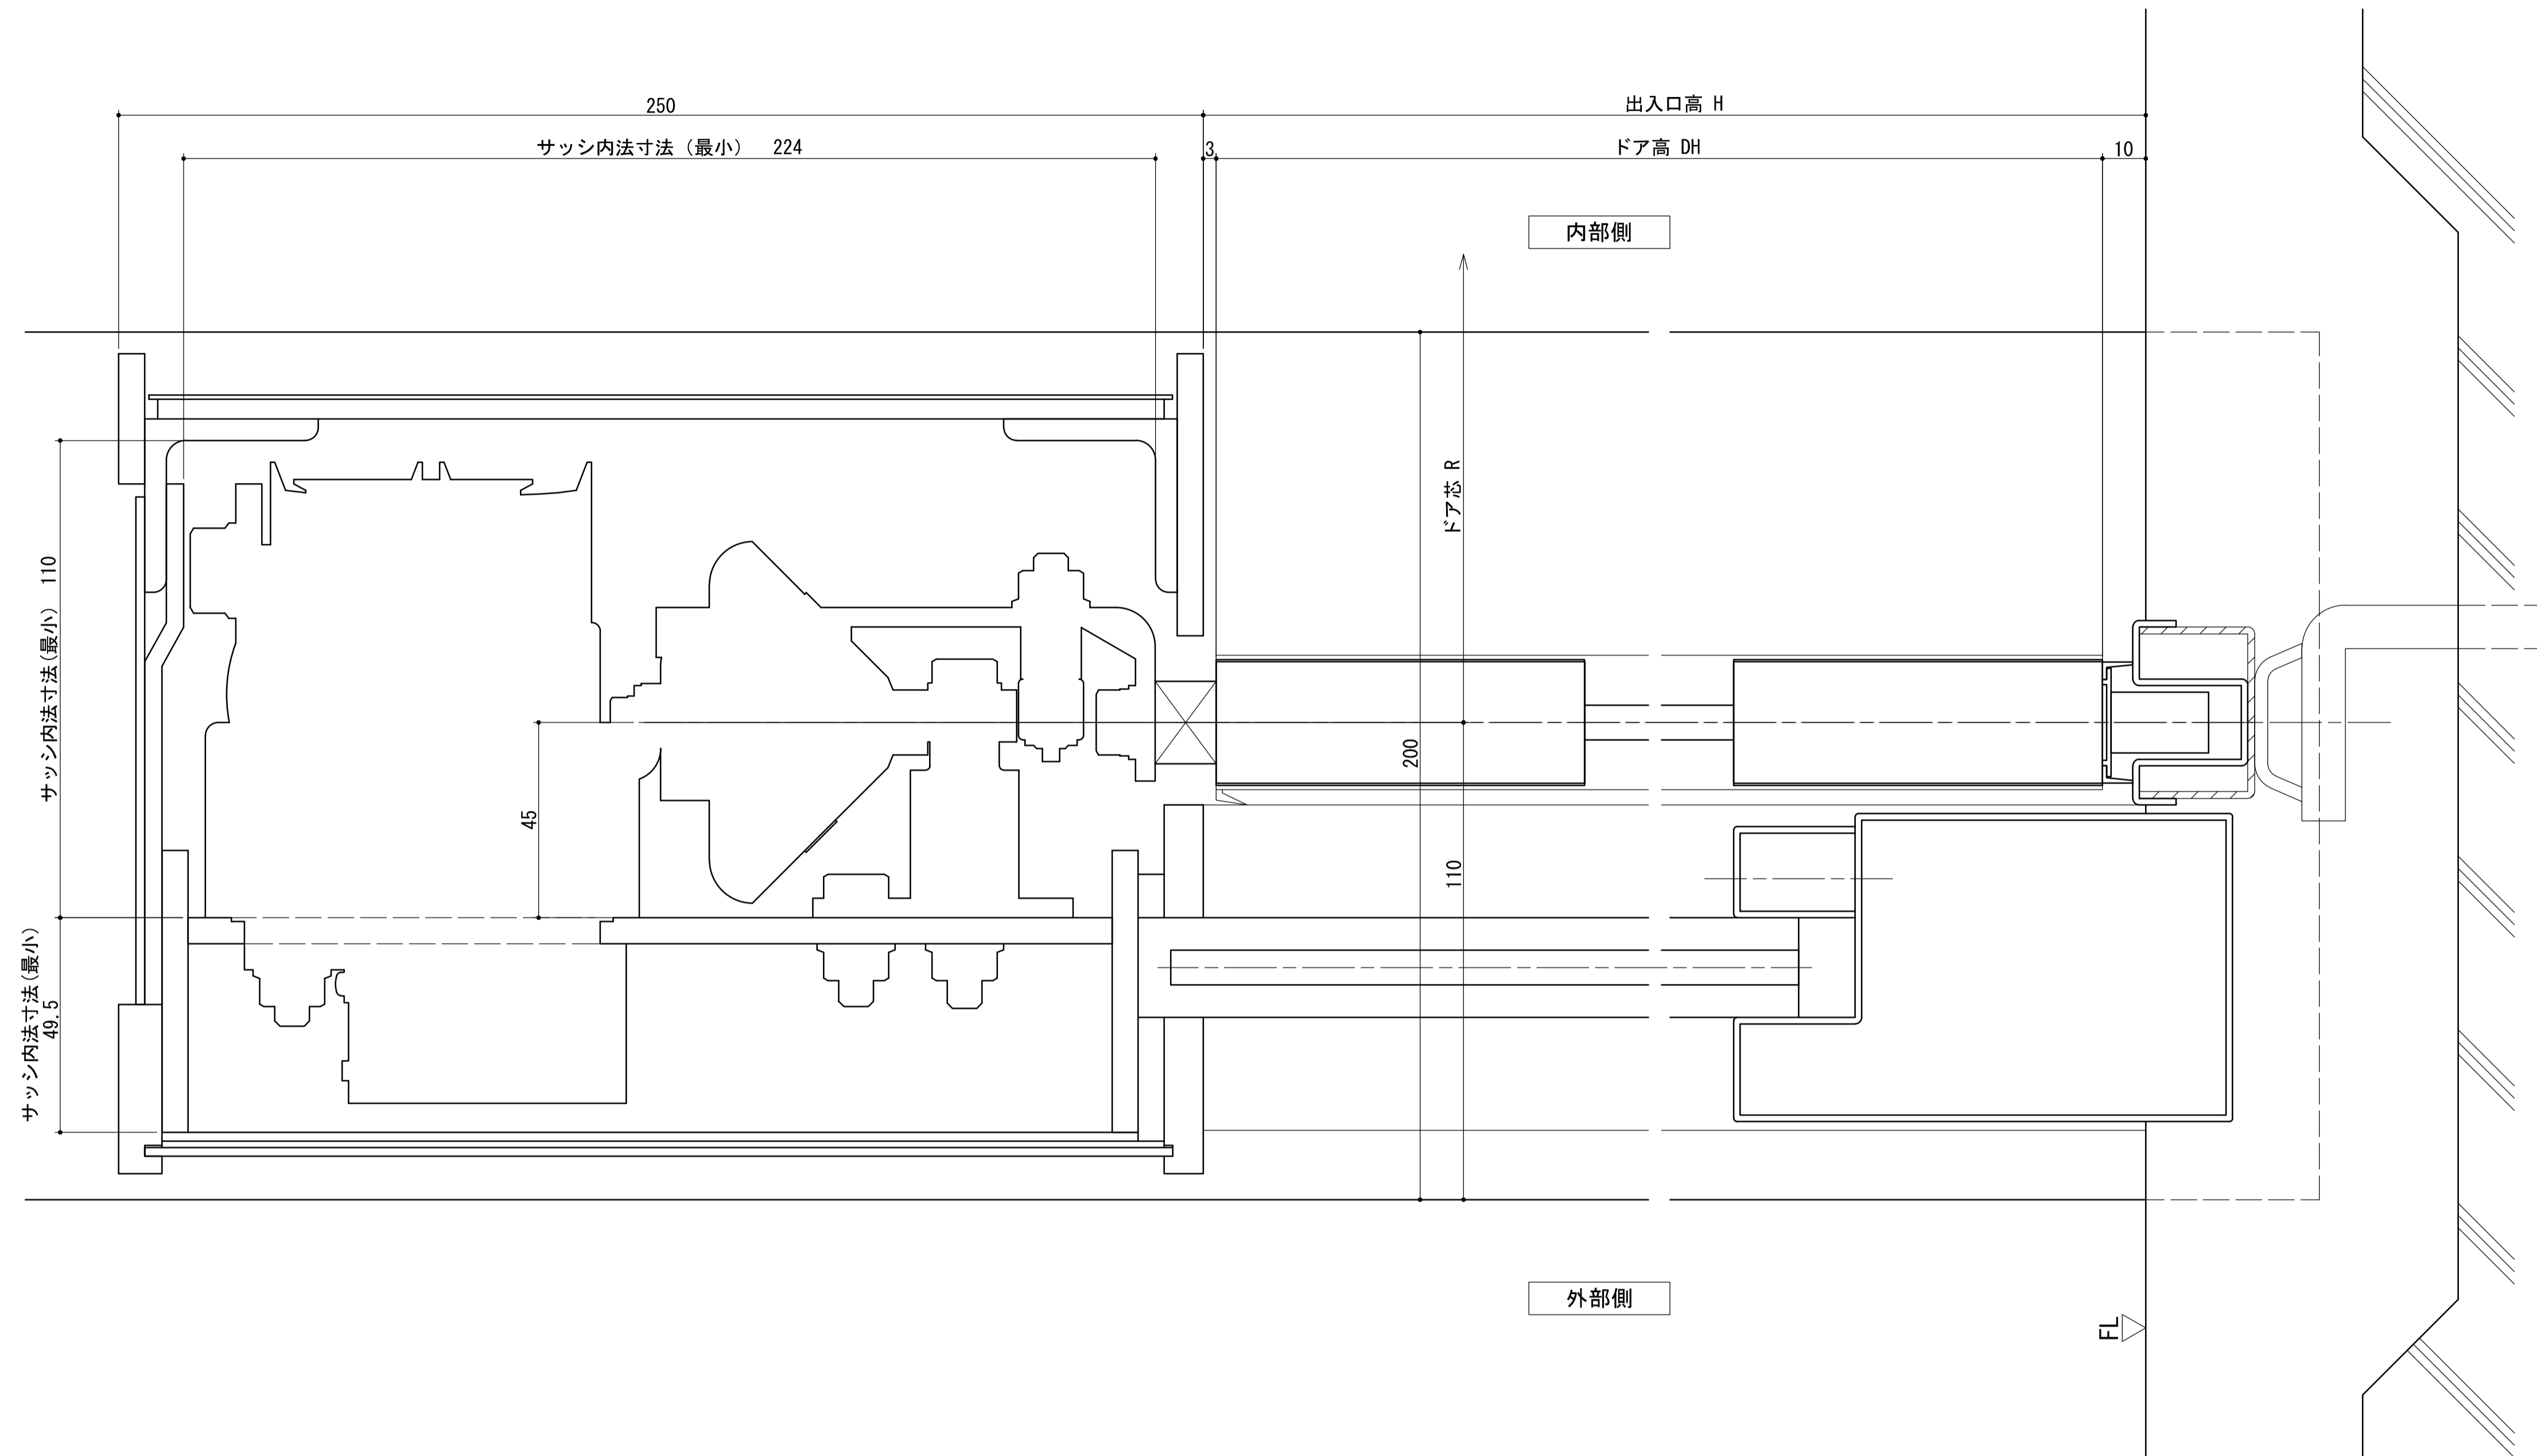 250
出入口高 H
サッシ内法寸法（最小） 224
3
ドア高 DH
10
内部側
ドア芯 R
サッシ内法寸法（最小） 110
200
45
110
サッシ内法寸法（最小）
49.5
外部側
FL